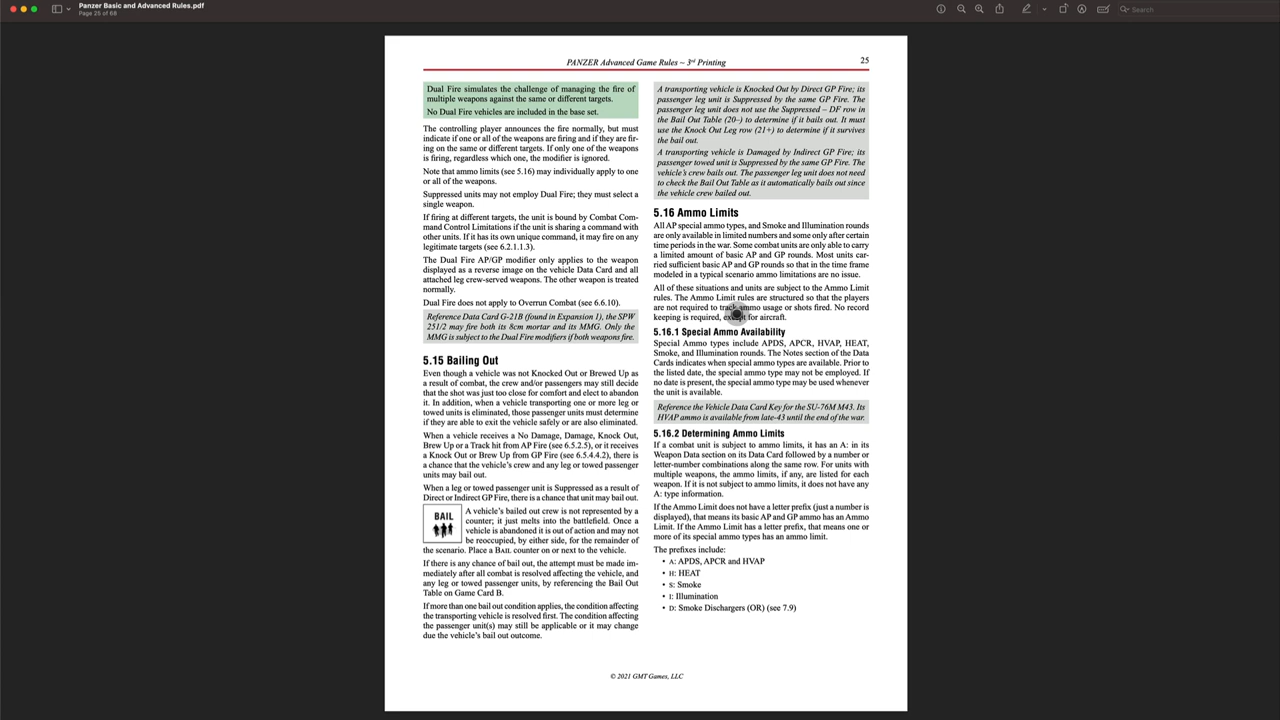 Panzer Basic and Advanced Rules.pdf
Page 25 of 68
Search
PANZER Advanced Game Rules ~ 3rd Printing
25
Dual Fire simulates the challenge of managing the fire of
multiple weapons against the same or different targets.
No Dual Fire vehicles are included in the base set.
The controlling player announces the fire normally, but must
indicate if one or all of the weapons are firing and if they are fir-
ing on the same or different targets. If only one of the weapons
is firing, regardless which one, the modifier is ignored.
Note that ammo limits (see 5.16) may individually apply to one
or all of the weapons.
Suppressed units may not employ Dual Fire; they must select a
single weapon.
If firing at different targets, the unit is bound by Combat Com-
mand Control Limitations if the unit is sharing a command with
other units. If it has its own unique command, it may fire on any
legitimate targets (see 6.2.1.1.3).
The Dual Fire AP/GP modifier only applies to the weapon
displayed as a reverse image on the vehicle Data Card and all
attached leg crew-served weapons. The other weapon is treated
normally.
Dual Fire does not apply to Overrun Combat (see 6.6.10).
Reference Data Card G-21B (found in Expansion 1), the SPW
251/2 may fire both its 8cm mortar and its MMG. Only the
MMG is subject to the Dual Fire modifiers if both weapons fire.
5.15 Bailing Out
Even though a vehicle was not Knocked Out or Brewed Up as
a result of combat, the crew and/or passengers may still decide
that the shot was just too close for comfort and elect to abandon
it. In addition, when a vehicle transporting one or more leg or
towed units is eliminated, those passenger units must determine
if they are able to exit the vehicle safely or are also eliminated.
When a vehicle receives a No Damage, Damage, Knock Out,
Brew Up or a Track hit from AP Fire (see 6.5.2.5), or it receives
a Knock Out or Brew Up from GP Fire (see 6.5.4.4.2), there is
a chance that the vehicle's crew and any leg or towed passenger
units may bail out.
When a leg or towed passenger unit is Suppressed as a result of
Direct or Indirect GP Fire, there is a chance that unit may bail out.
BAIL
A vehicle's bailed out crew is not represented by a
counter; it just melts into the battlefield. Once a
vehicle is abandoned it is out of action and may not
be reoccupied, by either side, for the remainder of
the scenario. Place a BAIL counter on or next to the vehicle.
If there is any chance of bail out, the attempt must be made im-
mediately after all combat is resolved affecting the vehicle, and
any leg or towed passenger units, by referencing the Bail Out
Table on Game Card B.
If more than one bail out condition applies, the condition affecting
the transporting vehicle is resolved first. The condition affecting
the passenger unit(s) may still be applicable or it may change
due the vehicle's bail out outcome.
A transporting vehicle is Knocked Out by Direct GP Fire; its
passenger leg unit is Suppressed by the same GP Fire. The
passenger leg unit does not use the Suppressed – DF row in
the Bail Out Table (20-) to determine if it bails out. It must
use the Knock Out Leg row (21+) to determine if it survives
the bail out.
A transporting vehicle is Damaged by Indirect GP Fire; its
passenger towed unit is Suppressed by the same GP Fire. The
vehicle's crew bails out. The passenger leg unit does not need
to check the Bail Out Table as it automatically bails out since
the vehicle crew bailed out.
5.16 Ammo Limits
All AP special ammo types, and Smoke and Illumination rounds
are only available in limited numbers and some only after certain
time periods in the war. Some combat units are only able to carry
a limited amount of basic AP and GP rounds. Most units car-
ried sufficient basic AP and GP rounds so that in the time frame
modeled in a typical scenario ammo limitations are no issue.
All of these situations and units are subject to the Ammo Limit
rules. The Ammo Limit rules are structured so that the players
are not required to track ammo usage or shots fired. No record
keeping is required, except for aircraft.
5.16.1 Special Ammo Availability
Special Ammo types include APDS, APCR, HVAP, HEAT,
Smoke, and Illumination rounds. The Notes section of the Data
Cards indicates when special ammo types are available. Prior to
the listed date, the special ammo type may not be employed. If
no date is present, the special ammo type may be used whenever
the unit is available.
Reference the Vehicle Data Card Key for the SU-76M M43. Its
HVAP ammo is available from late-43 until the end of the war.
5.16.2 Determining Ammo Limits
If a combat unit is subject to ammo limits, it has an A: in its
Weapon Data section on its Data Card followed by a number or
letter-number combinations along the same row. For units with
multiple weapons, the ammo limits, if any, are listed for each
weapon. If it is not subject to ammo limits, it does not have any
A: type information.
If the Ammo Limit does not have a letter prefix (just a number is
displayed), that means its basic AP and GP ammo has an Ammo
Limit. If the Ammo Limit has a letter prefix, that means one or
more of its special ammo types has an ammo limit.
The prefixes include:
• A: APDS, APCR and HVAP
• H: HEAT
• S: Smoke
• I: Illumination
• D: Smoke Dischargers (OR) (see 7.9)
© 2021 GMT Games, LLC